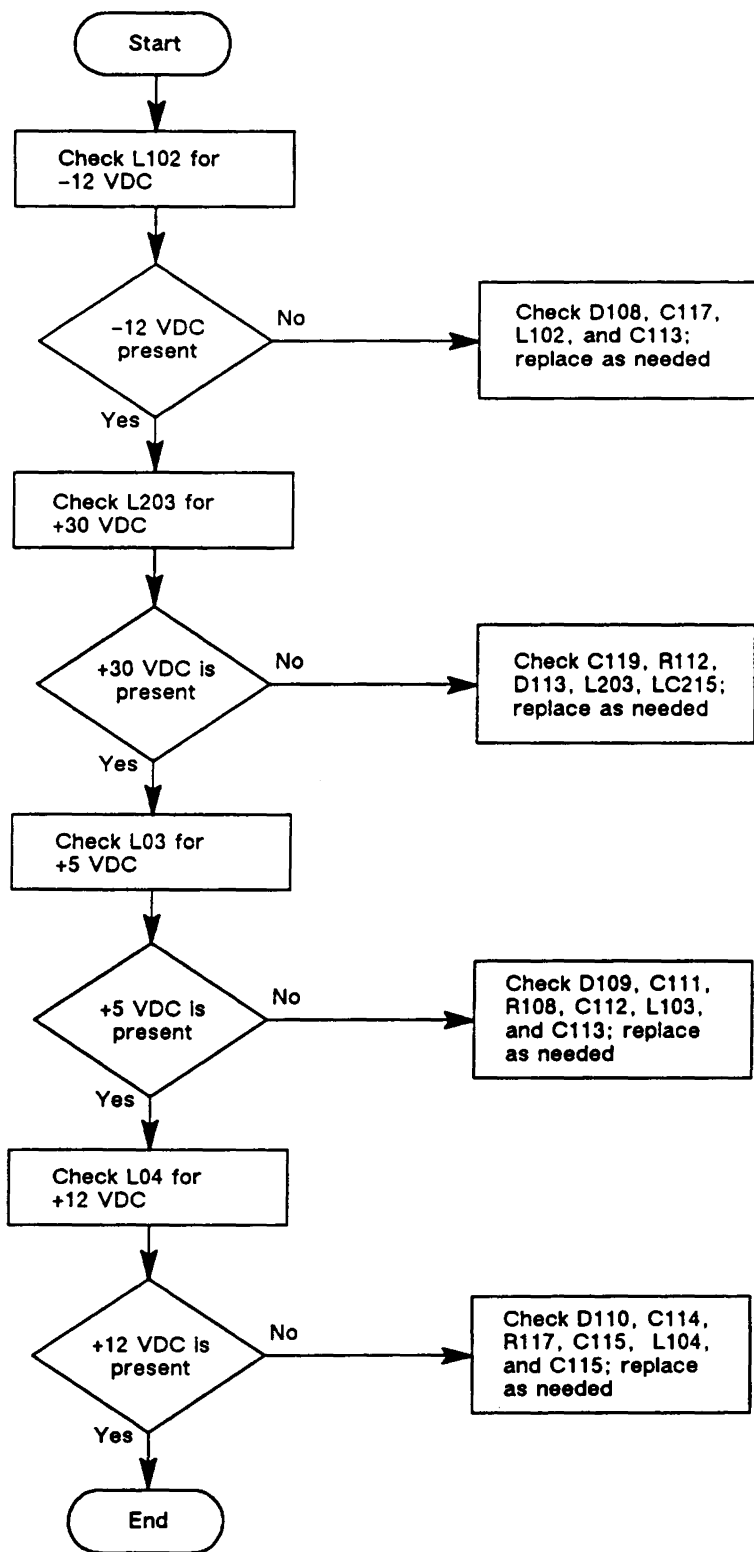 Start
Check L102 for
-12 VDC
-12 VDC
present
No
Check D108, C117,
L102, and C113;
replace as needed
Yes
Check L203 for
+30 VDC
+30 VDC is
present
No
Check C119, R112,
D113, L203, LC215;
replace as needed
Yes
Check L03 for
+5 VDC
+5 VDC is
present
No
Check D109, C111,
R108, C112, L103,
and C113; replace
as needed
Yes
Check L04 for
+12 VDC
+12 VDC is
present
No
Check D110, C114,
R117, C115, L104,
and C115; replace
as needed
Yes
End